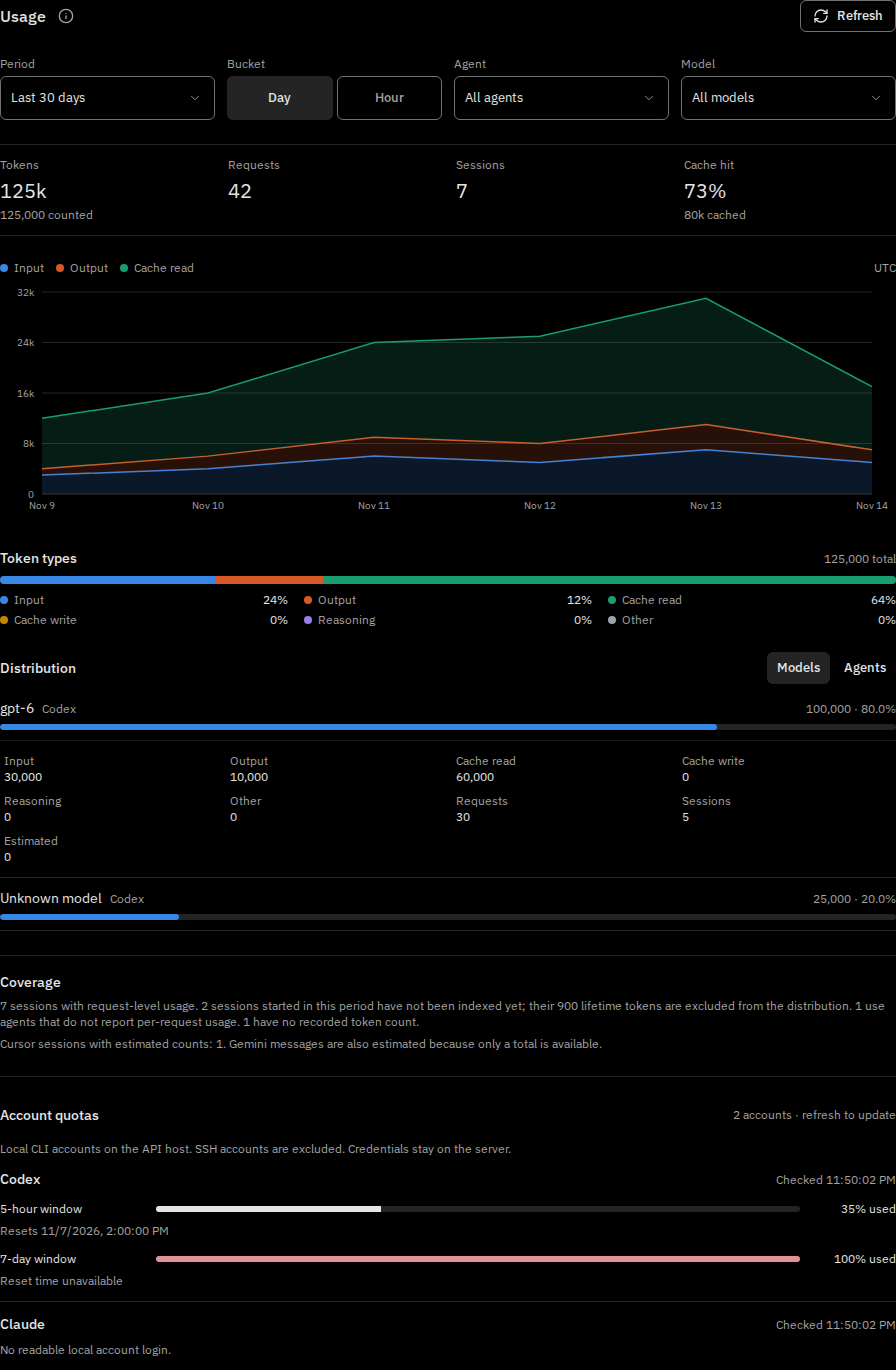 Usage
Refresh
Period
Bucket
Agent
Model
Last 30 days
Day
Hour
All agents
All models
Tokens
Requests
Sessions
Cache hit
125k
42
7
73%
125,000 counted
80k cached
Input
Output
Cache read
UTC
32k
24k
16k
8k
0
Nov 9
Nov 10
Nov 11
Nov 12
Nov 13
Nov 14
Token types
125,000 total
Input 24%
Output 12%
Cache read 64%
Cache write 0%
Reasoning 0%
Other 0%
Distribution
Models
Agents
gpt-6 Codex 100,000 · 80.0%
Input
Output
Cache read
Cache write
30,000
10,000
60,000
0
Reasoning
Other
Requests
Sessions
0
0
30
5
Estimated
0
Unknown model Codex 25,000 · 20.0%
Coverage
7 sessions with request-level usage. 2 sessions started in this period have not been indexed yet; their 900 lifetime tokens are excluded from the distribution. 1 use
agents that do not report per-request usage. 1 have no recorded token count.
Cursor sessions with estimated counts: 1. Gemini messages are also estimated because only a total is available.
Account quotas
2 accounts · refresh to update
Local CLI accounts on the API host. SSH accounts are excluded. Credentials stay on the server.
Codex
Checked 11:50:02 PM
5-hour window
35% used
Resets 11/7/2026, 2:00:00 PM
7-day window
100% used
Reset time unavailable
Claude
Checked 11:50:02 PM
No readable local account login.